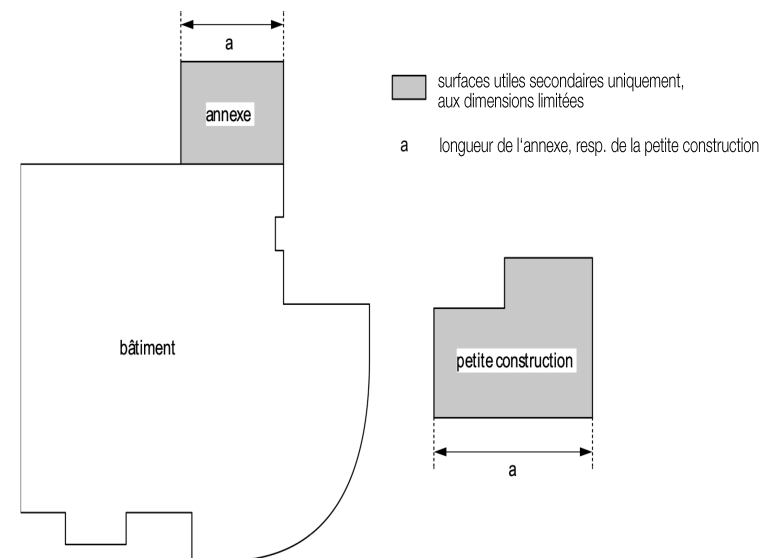 a
annexe
surfaces utiles secondaires uniquement,
aux dimensions limitées
a longueur de l'annexe, resp. de la petite construction
bâtiment
petite construction
a